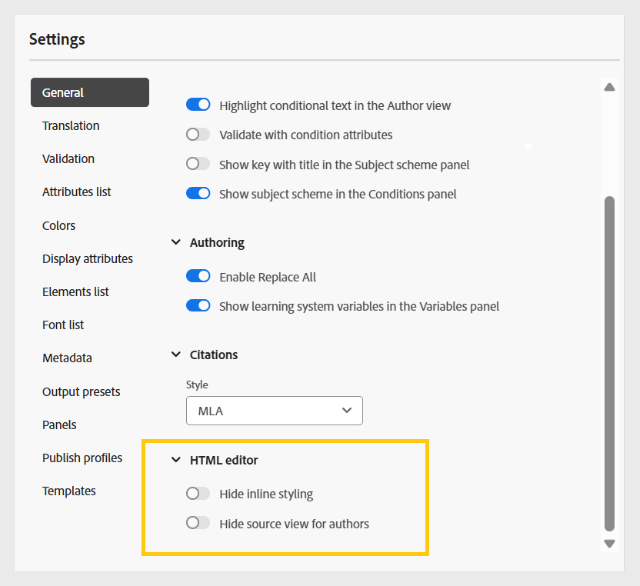 Settings
General
Translation
Validation
Attributes list
Colors
Display attributes
Elements list
Font list
Metadata
Output presets
Panels
Publish profiles
Templates
Highlight conditional text in the Author view
Validate with condition attributes
Show key with title in the Subject scheme panel
Show subject scheme in the Conditions panel
Authoring
Enable Replace All
Show learning system variables in the Variables panel
Citations
Style
MLA
HTML editor
Hide inline styling
Hide source view for authors